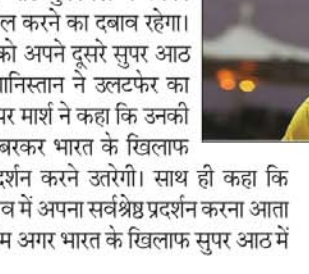 ल करने का दबाव रहेगा।
को अपने दूसरे सुपर आठ
गानिस्तान ने उलटफेर का
पर मार्श ने कहा कि उनकी
बरकर भारत के खिलाफ
दर्शन करने उतरेगी। साथ ही कहा कि
व में अपना सर्वश्रेष्ठ प्रदर्शन करना आता
म अगर भारत के खिलाफ सुपर आठ में